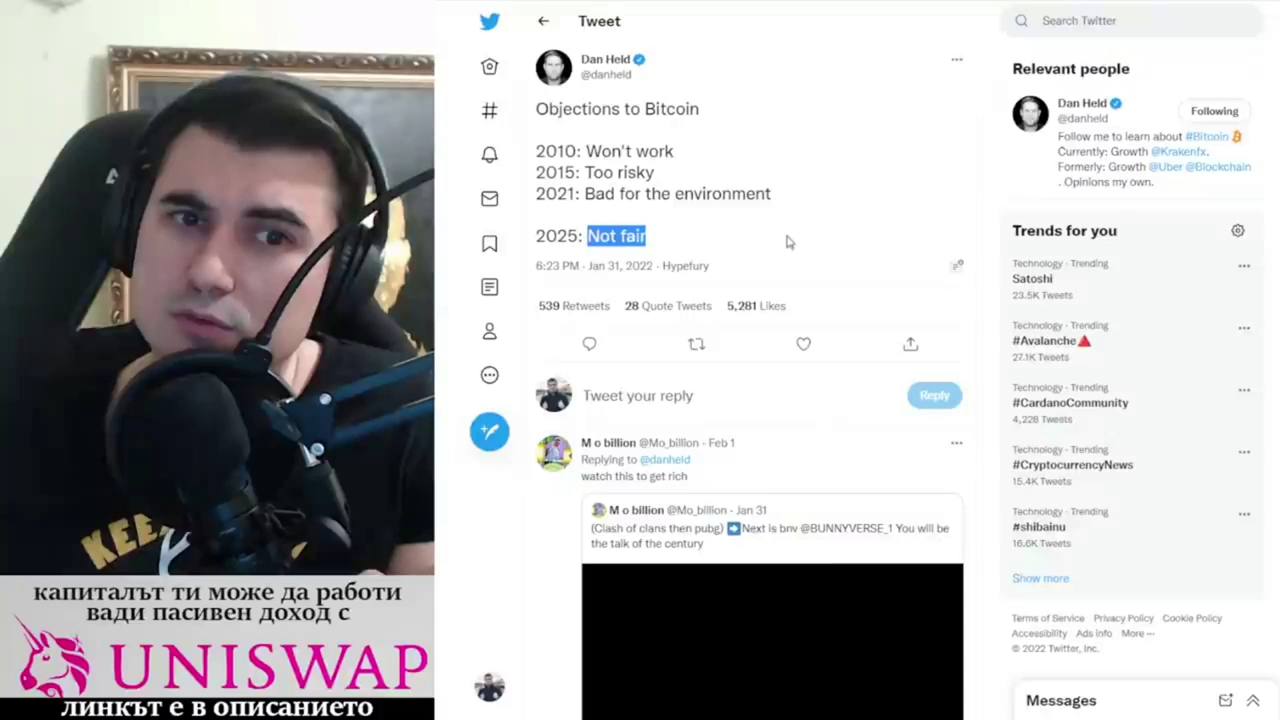 KEE
капиталът ти може да работи
вади пасивен доход с
UNISWAP
линкът е в описанието
Tweet
Dan Held
@danheld
Objections to Bitcoin
2010: Won't work
2015: Too risky
2021: Bad for the environment
2025: Not fair
6:23 PM · Jan 31, 2022 · Hypefury
539 Retweets 28 Quote Tweets 5,281 Likes
Tweet your reply
Reply
M o billion @Mo_billion · Feb 1
Replying to @danheld
watch this to get rich
M o billion @Mo_billion · Jan 31
(Clash of clans then pubg) ➡Next is bnv @BUNNYVERSE_1 You will be
the talk of the century
Search Twitter
Relevant people
Dan Held
@danheld
Following
Follow me to learn about #Bitcoin
Currently: Growth @Krakenfx.
Formerly: Growth @Uber @Blockchain
. Opinions my own.
Trends for you
Technology · Trending
Satoshi
23.5K Tweets
Technology · Trending
#Avalanche🔺
27.1K Tweets
Technology · Trending
#CardanoCommunity
4,228 Tweets
Technology · Trending
#CryptocurrencyNews
15.4K Tweets
Technology · Trending
#shibainu
16.6K Tweets
Show more
Terms of Service Privacy Policy Cookie Policy
Accessibility Ads info More ···
© 2022 Twitter, Inc.
Messages